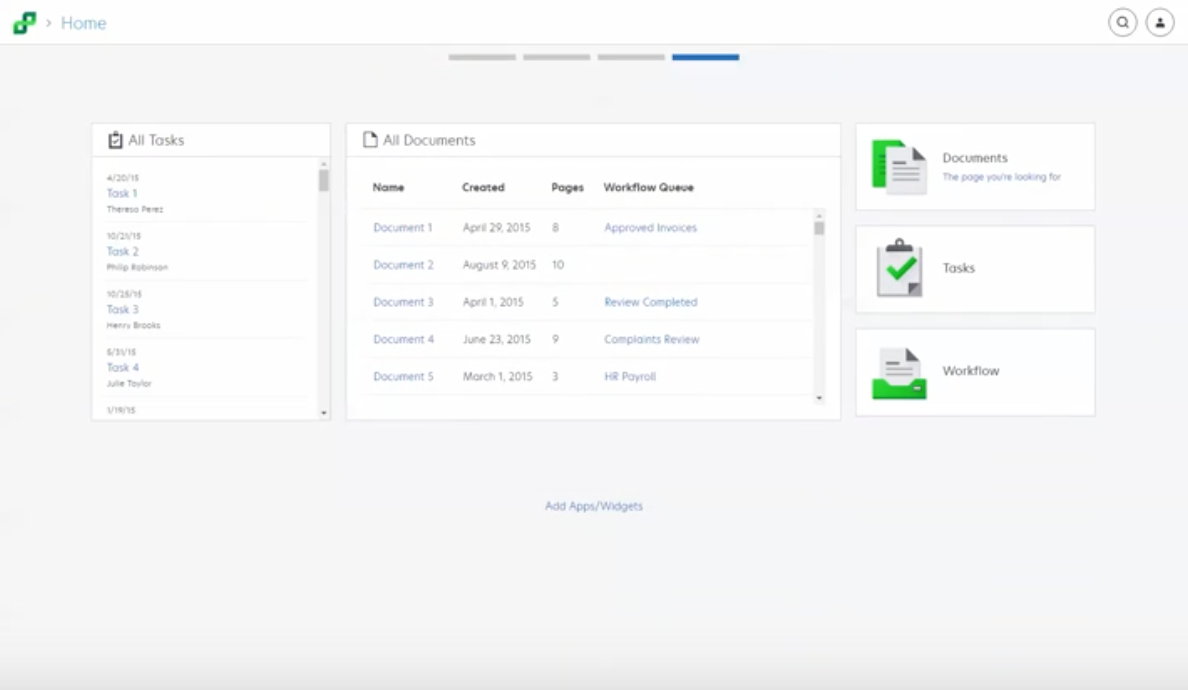 Home
All Tasks
4/20/15
Task 1
Theresa Perez
10/21/15
Task 2
Philip Robinson
10/25/15
Task 3
Henry Brooks
5/31/15
Task 4
Julie Taylor
1/19/15
All Documents
Name Created Pages Workflow Queue
Document 1 April 29, 2015 8 Approved Invoices
Document 2 August 9, 2015 10
Document 3 April 1, 2015 5 Review Completed
Document 4 June 23, 2015 9 Complaints Review
Document 5 March 1, 2015 3 HR Payroll
Documents
The page you're looking for
Tasks
Workflow
Add Apps/Widgets